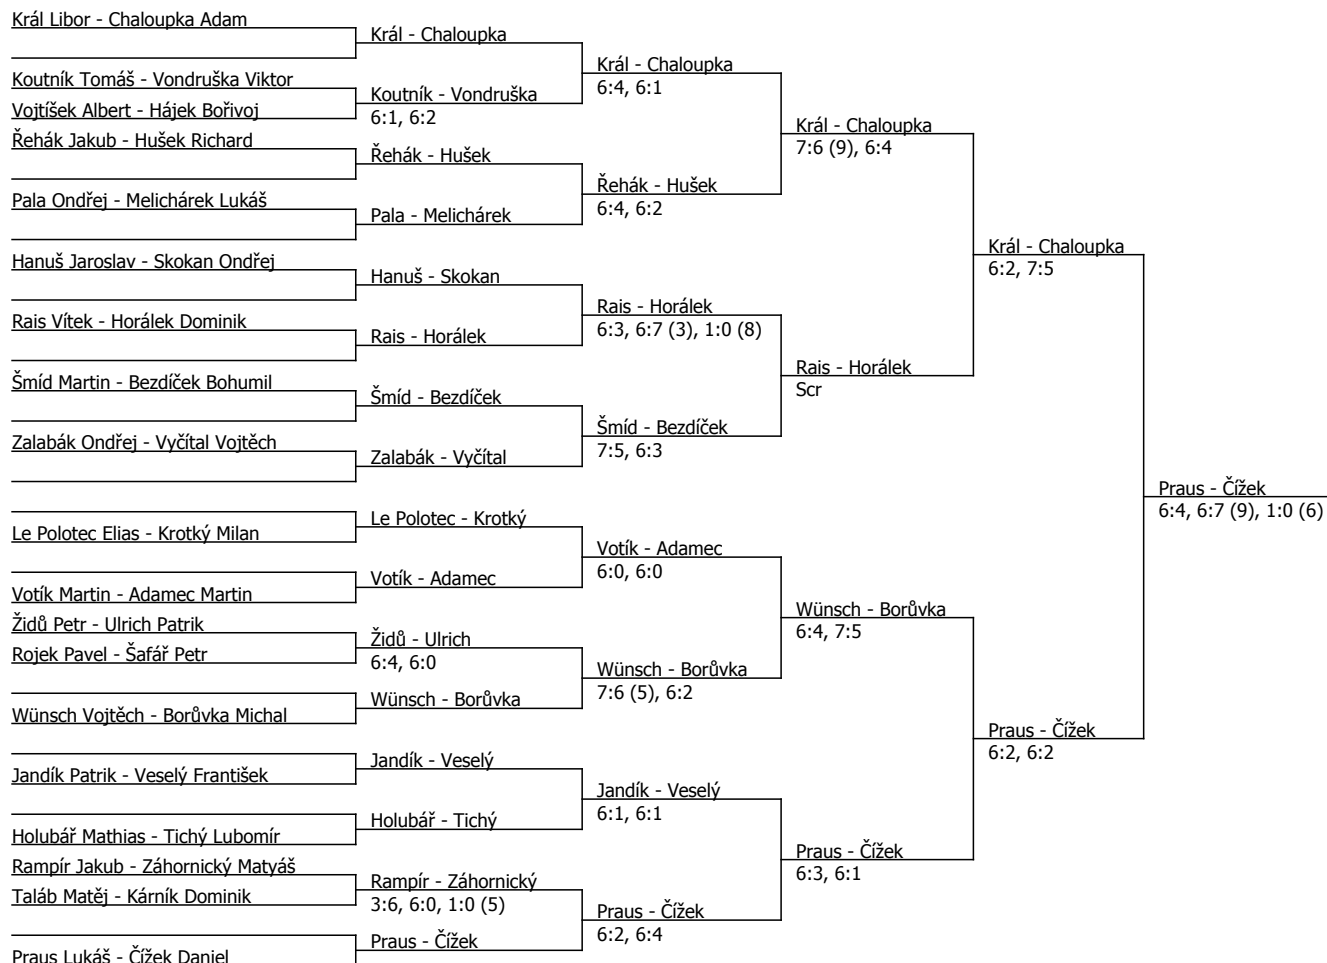 Král Libor - Chaloupka Adam
Koutník Tomáš - Vondruška Viktor
Vojtíšek Albert - Hájek Bořivoj
Řehák Jakub - Hušek Richard
Pala Ondřej - Melichárek Lukáš
Hanuš Jaroslav - Skokan Ondřej
Rais Vítek - Horálek Dominik
Šmíd Martin - Bezdíček Bohumil
Zalabák Ondřej - Vyčítal Vojtěch
Le Polotec Elias - Krotký Milan
Votík Martin - Adamec Martin
Židů Petr - Ulrich Patrik
Rojek Pavel - Šafář Petr
Wünsch Vojtěch - Borůvka Michal
Jandík Patrik - Veselý František
Holubář Mathias - Tichý Lubomír
Rampír Jakub - Záhornický Matyáš
Taláb Matěj - Kárník Dominik
Praus Lukáš - Čížek Daniel
Král - Chaloupka
Koutník - Vondruška
6:1, 6:2
Řehák - Hušek
Pala - Melichárek
Hanuš - Skokan
Rais - Horálek
Šmíd - Bezdíček
Zalabák - Vyčítal
Le Polotec - Krotký
Votík - Adamec
Židů - Ulrich
6:4, 6:0
Wünsch - Borůvka
Jandík - Veselý
Holubář - Tichý
Rampír - Záhornický
3:6, 6:0, 1:0 (5)
Praus - Čížek
Král - Chaloupka
6:4, 6:1
Řehák - Hušek
6:4, 6:2
Rais - Horálek
6:3, 6:7 (3), 1:0 (8)
Šmíd - Bezdíček
7:5, 6:3
Votík - Adamec
6:0, 6:0
Wünsch - Borůvka
7:6 (5), 6:2
Jandík - Veselý
6:1, 6:1
Praus - Čížek
6:2, 6:4
Král - Chaloupka
7:6 (9), 6:4
Rais - Horálek
Scr
Wünsch - Borůvka
6:4, 7:5
Praus - Čížek
6:3, 6:1
Král - Chaloupka
6:2, 7:5
Praus - Čížek
6:2, 6:2
Praus - Čížek
6:4, 6:7 (9), 1:0 (6)